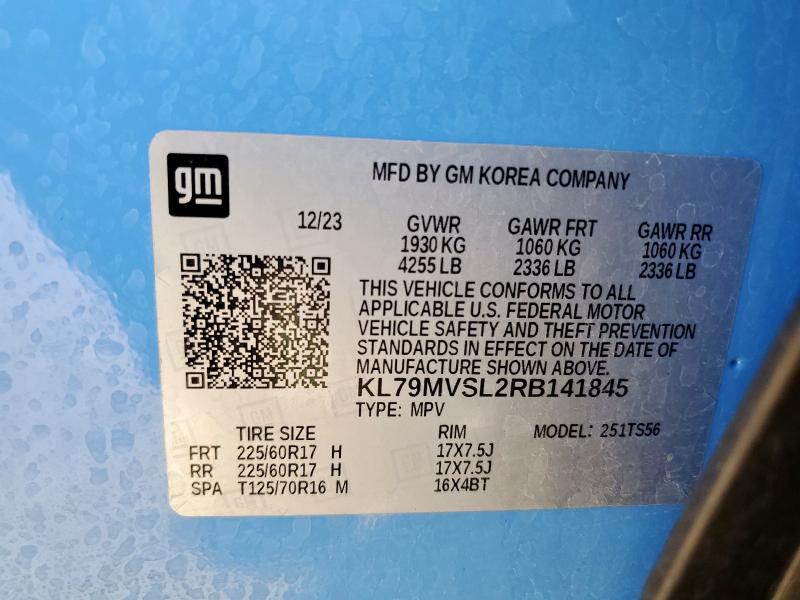 gm
MFD BY GM KOREA COMPANY
12/23 GVWR GAWR FRT GAWR RR
1930 KG 1060 KG 1060 KG
4255 LB 2336 LB 2336 LB
THIS VEHICLE CONFORMS TO ALL
APPLICABLE U.S. FEDERAL MOTOR
VEHICLE SAFETY AND THEFT PREVENTION
STANDARDS IN EFFECT ON THE DATE OF
MANUFACTURE SHOWN ABOVE.
KL79MVSL2RB141845
TYPE: MPV
TIRE SIZE RIM MODEL: 251TS56
FRT 225/60R17 H 17X7.5J
RR 225/60R17 H 17X7.5J
SPA T125/70R16 M 16X4BT